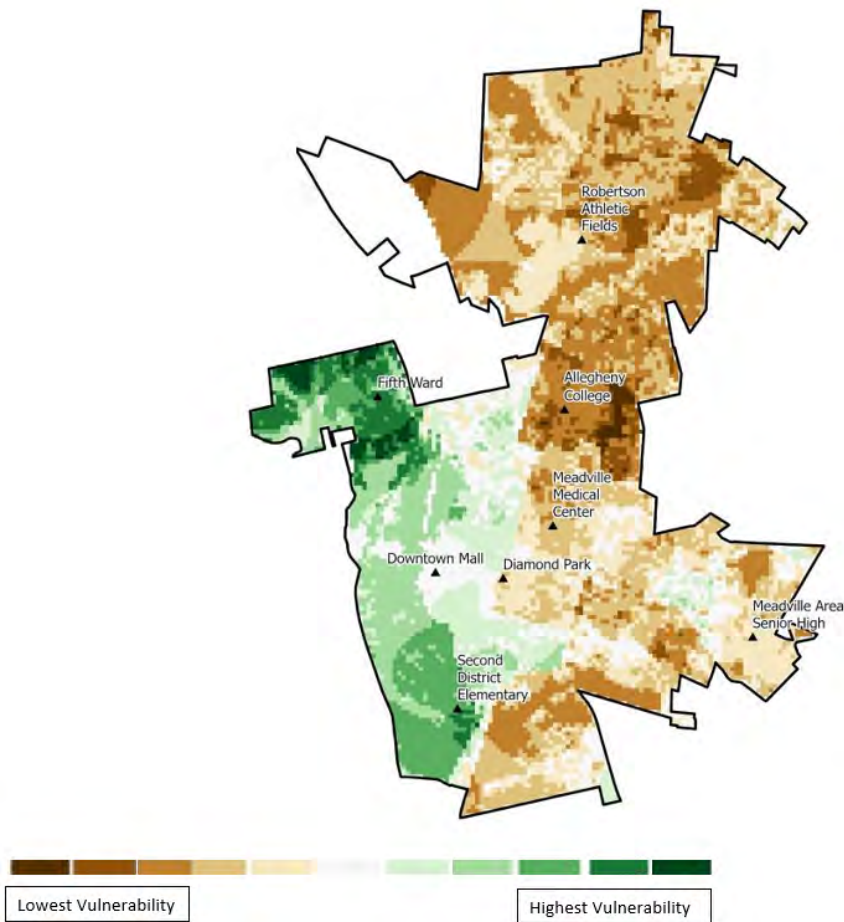 Robertson
Athletic
Fields
Fifth Ward
Allegheny
College
Meadville
Medical
Center
Downtown Mall
Diamond Park
Meadville Area
Senior High
Second
District
Elementary
Lowest Vulnerability
Highest Vulnerability